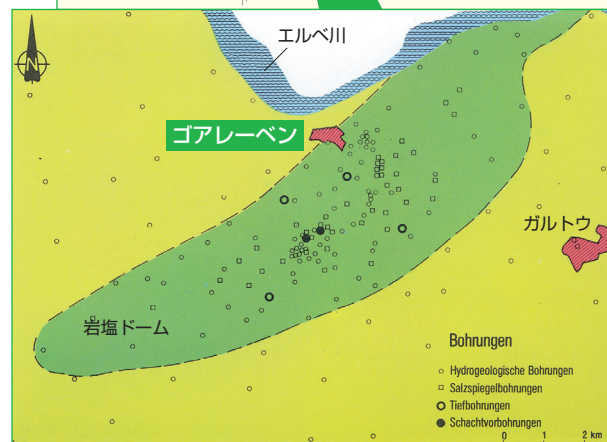 エルベ川
N
ゴアレーベン
ガルトウ
岩塩ドーム
Bohrungen
Hydrogeologische Bohrungen
Salzspiegelbohrungen
Tiefbohrungen
Schachtvorbohrungen
0 1 2 km